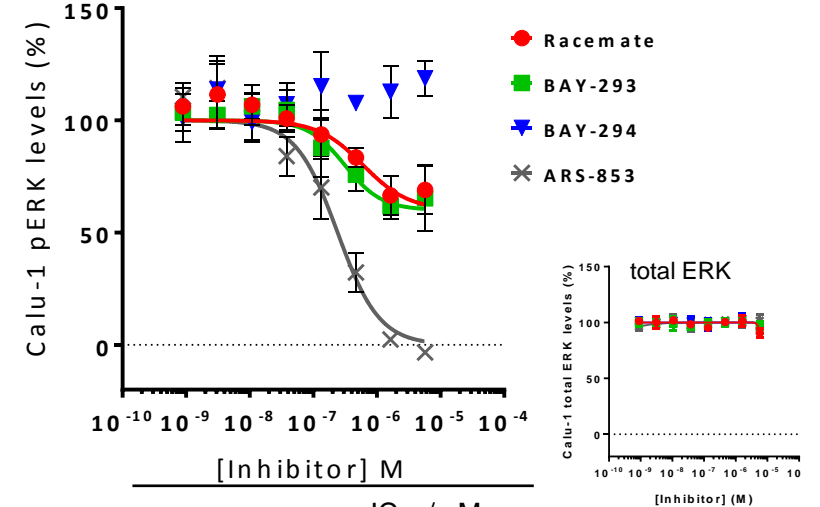 150
100
50
0
Calu-1 pERK levels (%)
10-10 10-9 10-8 10-7 10-6 10-5 10-4
[Inhibitor] M
Racemate
BAY-293
BAY-294
ARS-853
total ERK
150
100
50
0
Calu-1 total ERK levels (%)
10-10 10-9 10-8 10-7 10-6 10-5 10
[Inhibitor] (M)